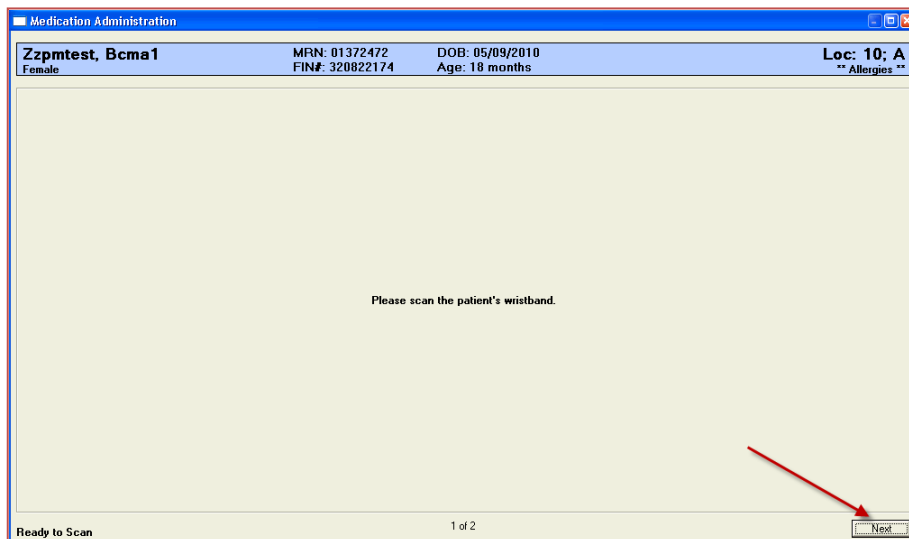 Medication Administration
Zzpmtest, Bcma1 MRN: 01372472 DOB: 05/09/2010 Loc: 10; A
Female FIN#: 320822174 Age: 18 months ** Allergies **
Please scan the patient's wristband.
Ready to Scan 1 of 2 Next